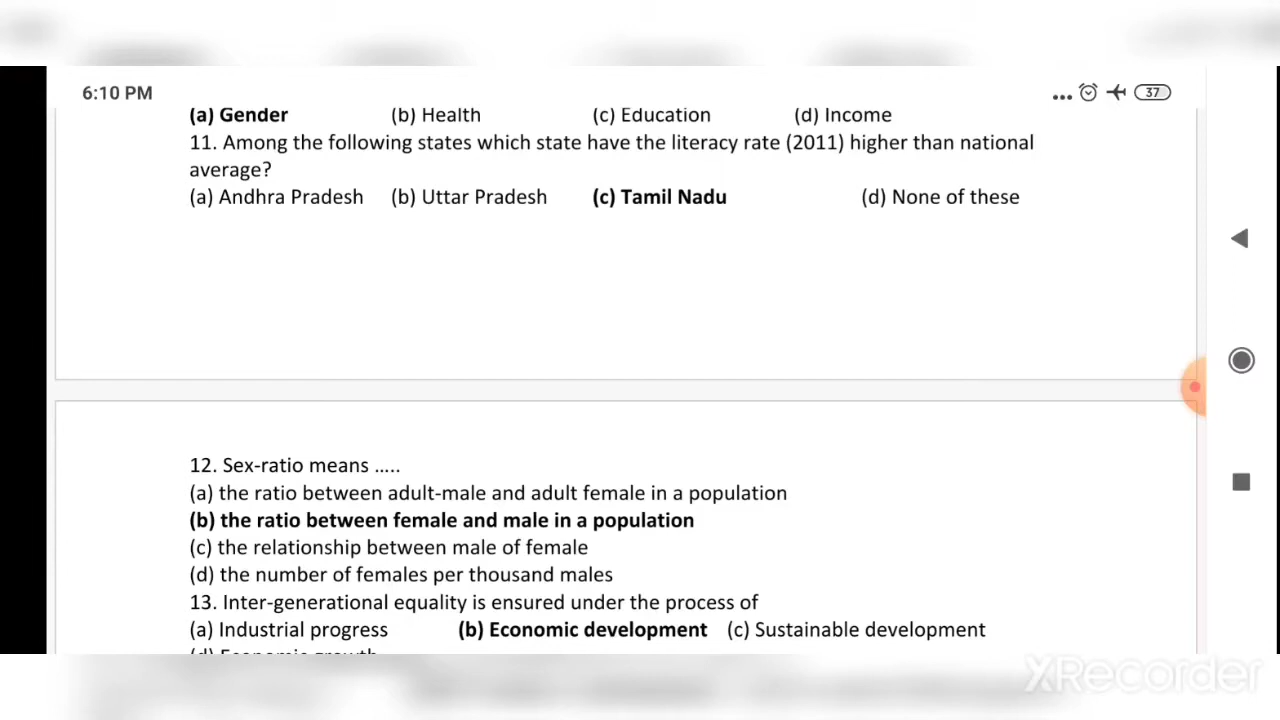 6:10 PM
37
(a) Gender (b) Health (c) Education (d) Income
11. Among the following states which state have the literacy rate (2011) higher than national
average?
(a) Andhra Pradesh (b) Uttar Pradesh (c) Tamil Nadu (d) None of these
12. Sex-ratio means .....
(a) the ratio between adult-male and adult female in a population
(b) the ratio between female and male in a population
(c) the relationship between male of female
(d) the number of females per thousand males
13. Inter-generational equality is ensured under the process of
(a) Industrial progress (b) Economic development (c) Sustainable development
(d) Economic growth
XRecorder